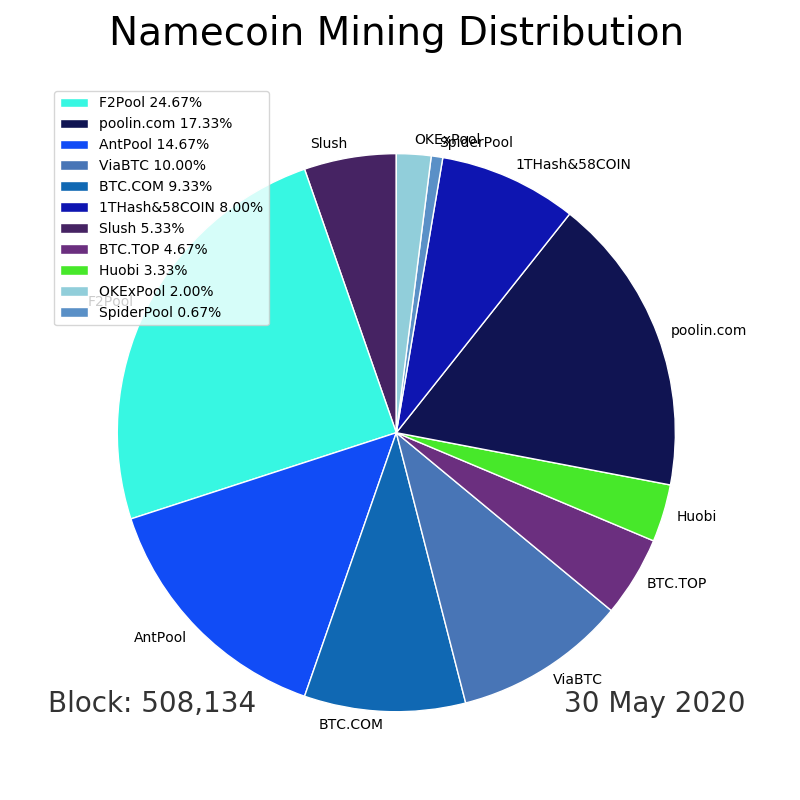 Namecoin Mining Distribution
F2Pool 24.67%
poolin.com 17.33%
AntPool 14.67%
ViaBTC 10.00%
BTC.COM 9.33%
1THash&58COIN 8.00%
Slush 5.33%
BTC.TOP 4.67%
Huobi 3.33%
OKExPool 2.00%
SpiderPool 0.67%
Slush
OKExPool
SpiderPool
1THash&58COIN
F2Pool
poolin.com
Huobi
BTC.TOP
AntPool
ViaBTC
BTC.COM
Block: 508,134
30 May 2020